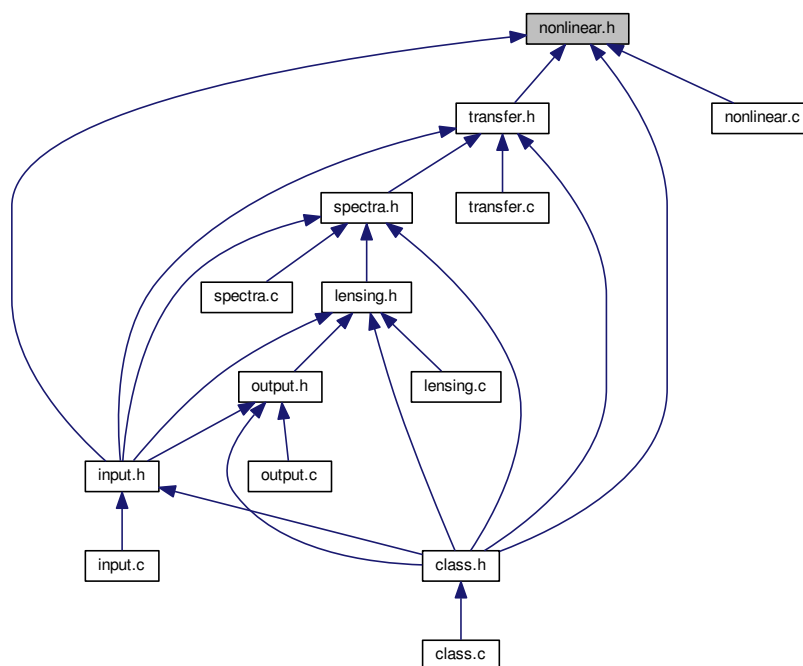 nonlinear.h
transfer.h
nonlinear.c
spectra.h
transfer.c
spectra.c
lensing.h
output.h
lensing.c
input.h
output.c
input.c
class.h
class.c